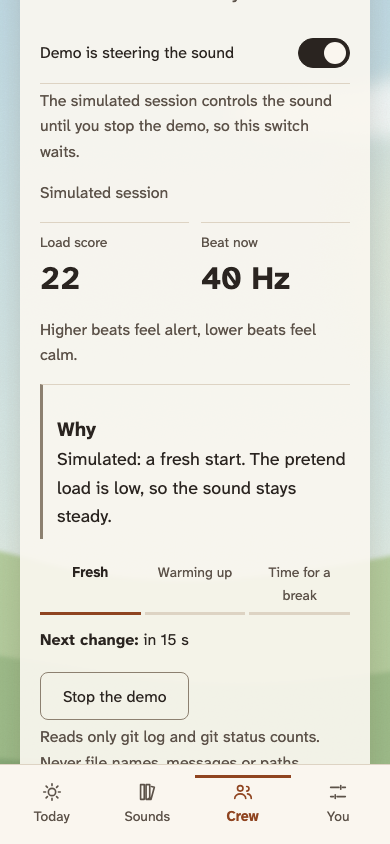 Demo is steering the sound
The simulated session controls the sound
until you stop the demo, so this switch
waits.
Simulated session
Load score
22
Beat now
40 Hz
Higher beats feel alert, lower beats feel
calm.
Why
Simulated: a fresh start. The pretend
load is low, so the sound stays
steady.
Fresh
Warming up
Time for a
break
Next change: in 15 s
Stop the demo
Reads only git log and git status counts.
Never file names, messages or paths
Today
Sounds
Crew
You